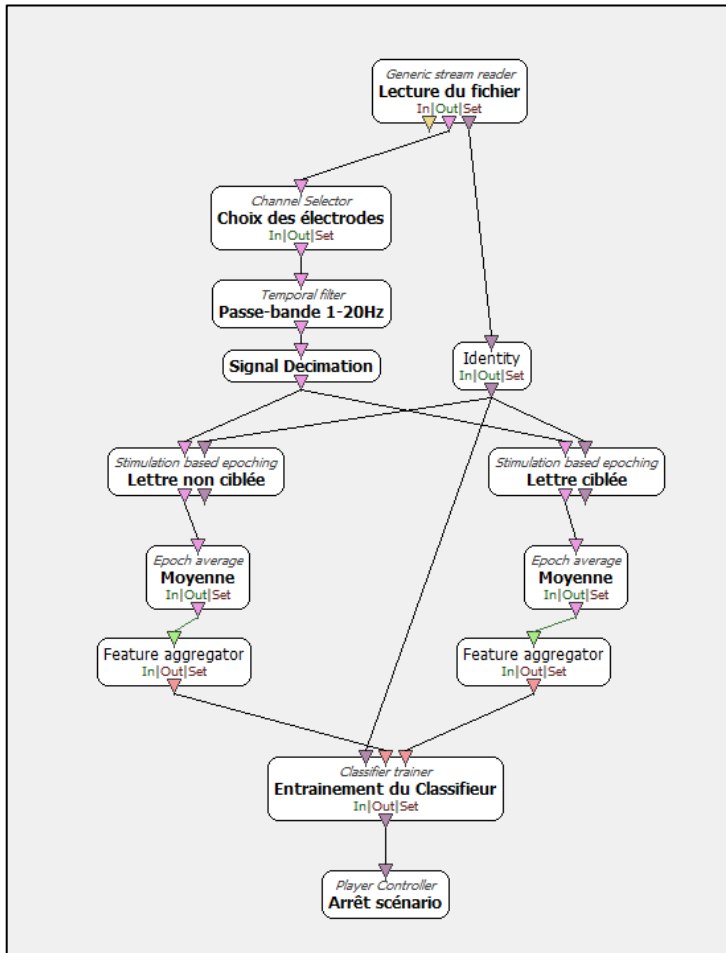 Generic stream reader
Lecture du fichier
In|Out|Set
Channel Selector
Choix des électrodes
In|Out|Set
Temporal filter
Passe-bande 1-20Hz
Signal Decimation
Identity
In|Out|Set
Stimulation based epoching
Lettre non ciblée
Stimulation based epoching
Lettre ciblée
Epoch average
Moyenne
In|Out|Set
Epoch average
Moyenne
In|Out|Set
Feature aggregator
In|Out|Set
Feature aggregator
In|Out|Set
Classifier trainer
Entrainement du Classifieur
In|Out|Set
Player Controller
Arrêt scénario